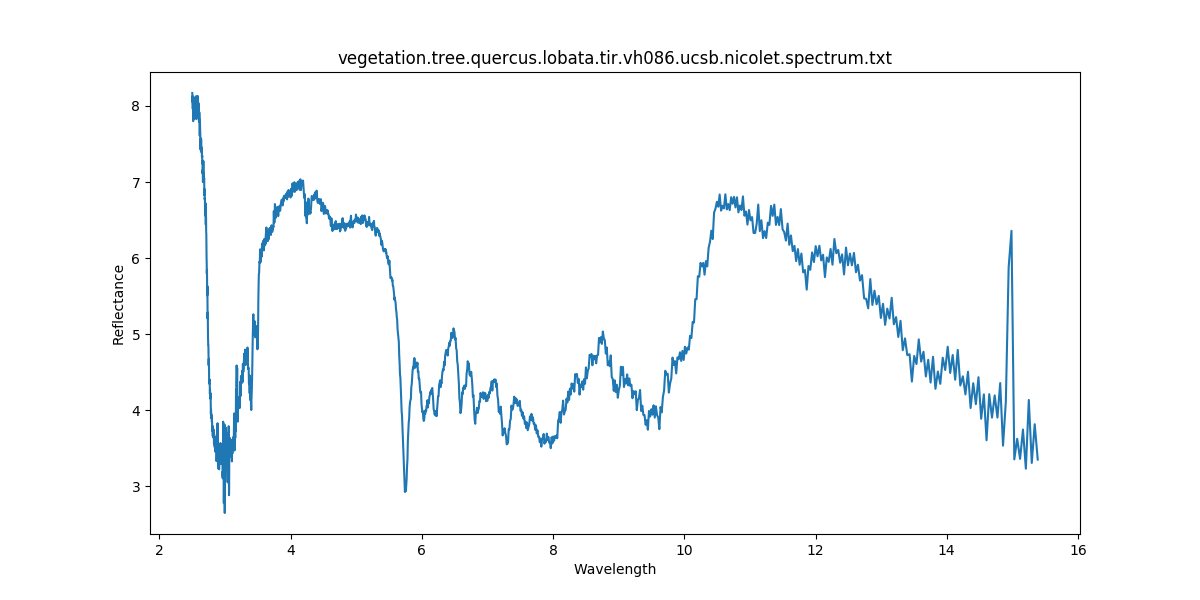 vegetation.tree.quercus.lobata.tir.vh086.ucsb.nicolet.spectrum.txt
8
7
6
5
4
3
Reflectance
2 4 6 8 10 12 14 16
Wavelength